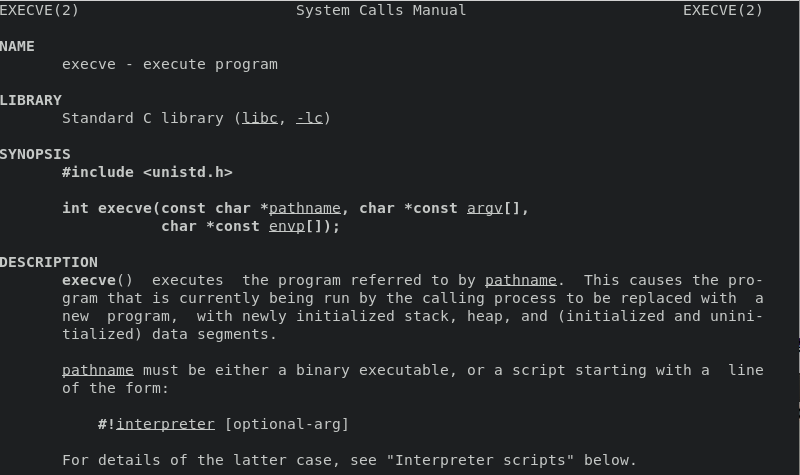 EXECVE(2) System Calls Manual EXECVE(2)
NAME
execve - execute program
LIBRARY
Standard C library (libc, -lc)
SYNOPSIS
#include <unistd.h>
int execve(const char *pathname, char *const argv[],
char *const envp[]);
DESCRIPTION
execve() executes the program referred to by pathname. This causes the pro-
gram that is currently being run by the calling process to be replaced with a
new program, with newly initialized stack, heap, and (initialized and unini-
tialized) data segments.
pathname must be either a binary executable, or a script starting with a line
of the form:
#!interpreter [optional-arg]
For details of the latter case, see "Interpreter scripts" below.